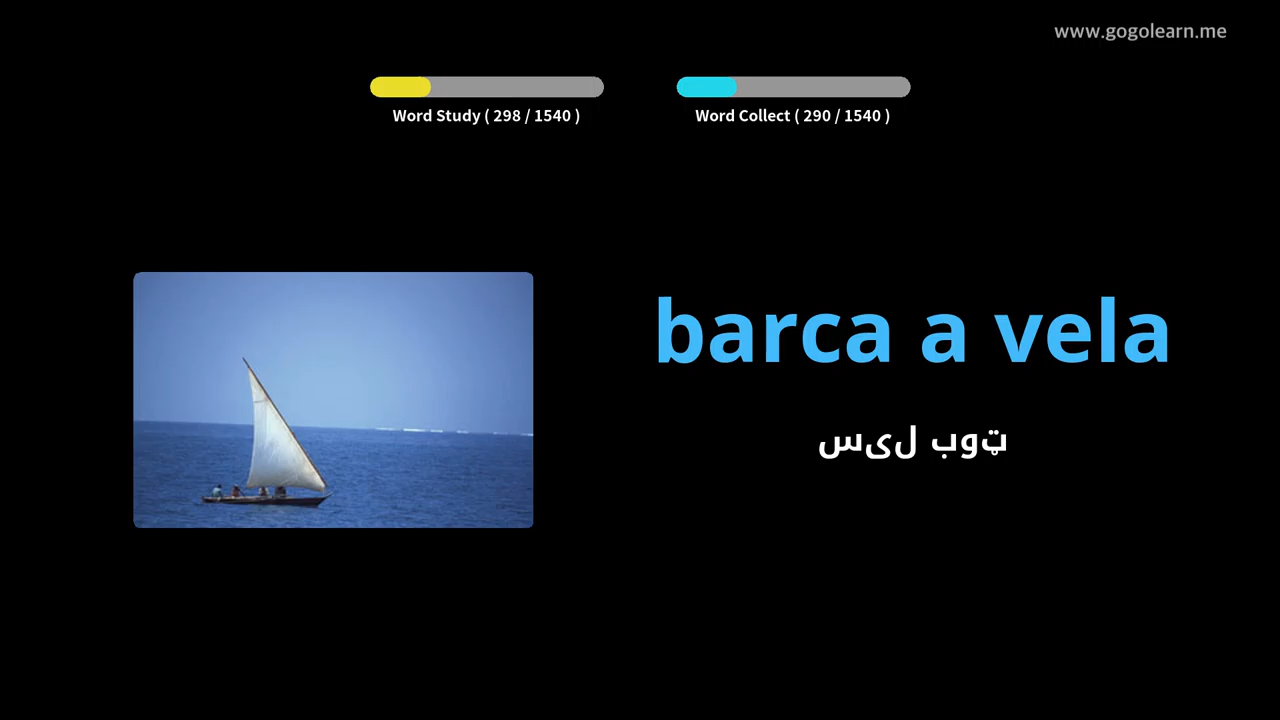 www.gogolearn.me
Word Study ( 298 / 1540 )
Word Collect ( 290 / 1540 )
barca a vela
سیل بوټ